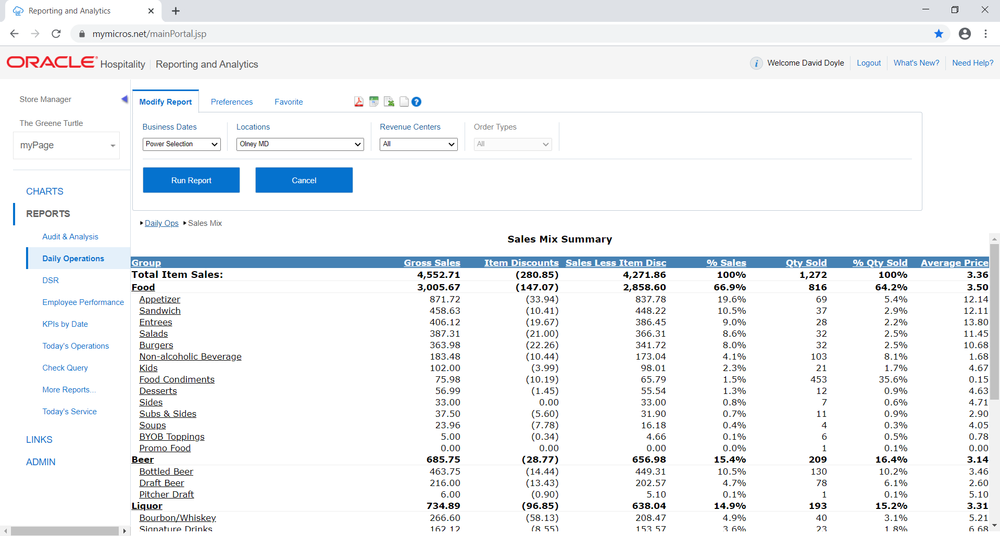 Reporting and Analytics
mymicros.net/mainPortal.jsp
ORACLE Hospitality Reporting and Analytics
i Welcome David Doyle Logout What's New? Need Help?
Store Manager
The Greene Turtle
myPage
CHARTS
REPORTS
Audit & Analysis
Daily Operations
DSR
Employee Performance
KPIs by Date
Today's Operations
Check Query
More Reports...
Today's Service
LINKS
ADMIN
Modify Report Preferences Favorite ?
Business Dates Locations Revenue Centers Order Types
Power Selection Olney MD All All
Run Report Cancel
Daily Ops Sales Mix
Sales Mix Summary
Group Gross Sales Item Discounts Sales Less Item Disc % Sales Qty Sold % Qty Sold Average Price
Total Item Sales: 4,552.71 (280.85) 4,271.86 100% 1,272 100% 3.36
Food 3,005.67 (147.07) 2,858.60 66.9% 816 64.2% 3.50
Appetizer 871.72 (33.94) 837.78 19.6% 69 5.4% 12.14
Sandwich 458.63 (10.41) 448.22 10.5% 37 2.9% 12.11
Entrees 406.12 (19.67) 386.45 9.0% 28 2.2% 13.80
Salads 387.31 (21.00) 366.31 8.6% 32 2.5% 11.45
Burgers 363.98 (22.26) 341.72 8.0% 32 2.5% 10.68
Non-alcoholic Beverage 183.48 (10.44) 173.04 4.1% 103 8.1% 1.68
Kids 102.00 (3.99) 98.01 2.3% 21 1.7% 4.67
Food Condiments 75.98 (10.19) 65.79 1.5% 453 35.6% 0.15
Desserts 56.99 (1.45) 55.54 1.3% 12 0.9% 4.63
Sides 33.00 0.00 33.00 0.8% 7 0.6% 4.71
Subs & Sides 37.50 (5.60) 31.90 0.7% 11 0.9% 2.90
Soups 23.96 (7.78) 16.18 0.4% 4 0.3% 4.05
BYOB Toppings 5.00 (0.34) 4.66 0.1% 6 0.5% 0.78
Promo Food 0.00 0.00 0.00 0.0% 1 0.1% 0.00
Beer 685.75 (28.77) 656.98 15.4% 209 16.4% 3.14
Bottled Beer 463.75 (14.44) 449.31 10.5% 130 10.2% 3.46
Draft Beer 216.00 (13.43) 202.57 4.7% 78 6.1% 2.60
Pitcher Draft 6.00 (0.90) 5.10 0.1% 1 0.1% 5.10
Liquor 734.89 (96.85) 638.04 14.9% 193 15.2% 3.31
Bourbon/Whiskey 266.60 (58.13) 208.47 4.9% 40 3.1% 5.21
Signature Drinks 162.12 (8.55) 153.57 3.6% 23 1.8% 6.68